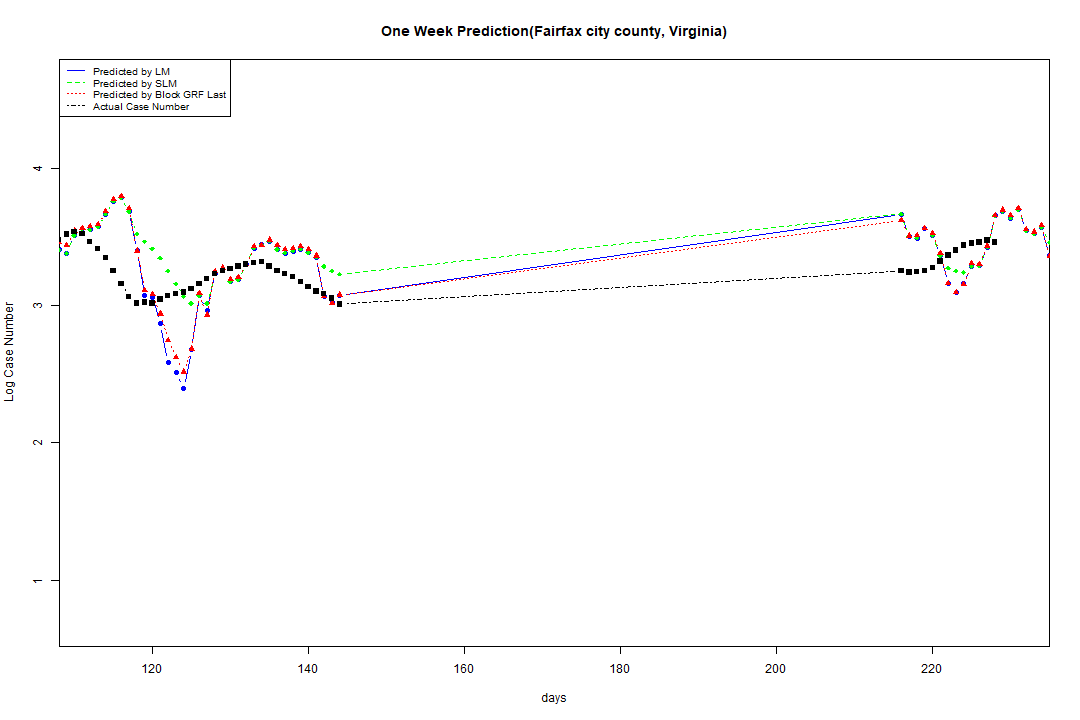 One Week Prediction(Fairfax city county, Virginia)
Predicted by LM
Predicted by SLM
Predicted by Block GRF Last
Actual Case Number
4
3
2
1
Log Case Number
120 140 160 180 200 220
days